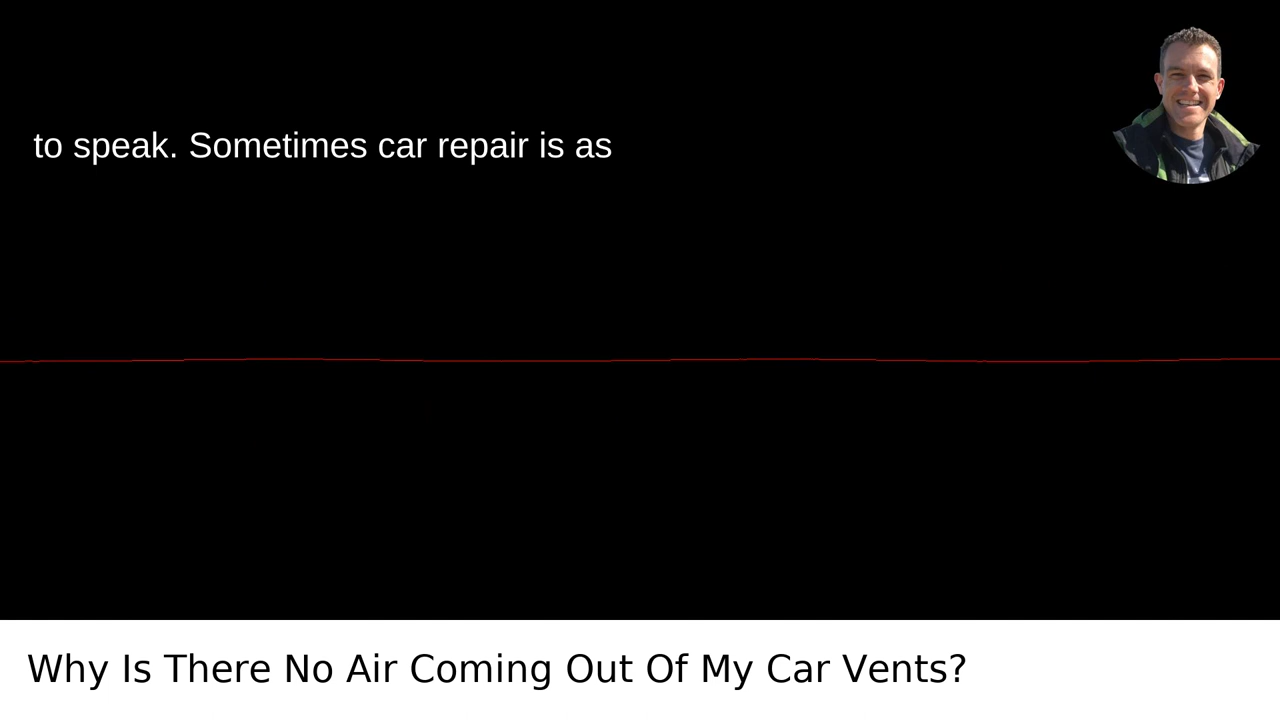 to speak. Sometimes car repair is as
Why Is There No Air Coming Out Of My Car Vents?